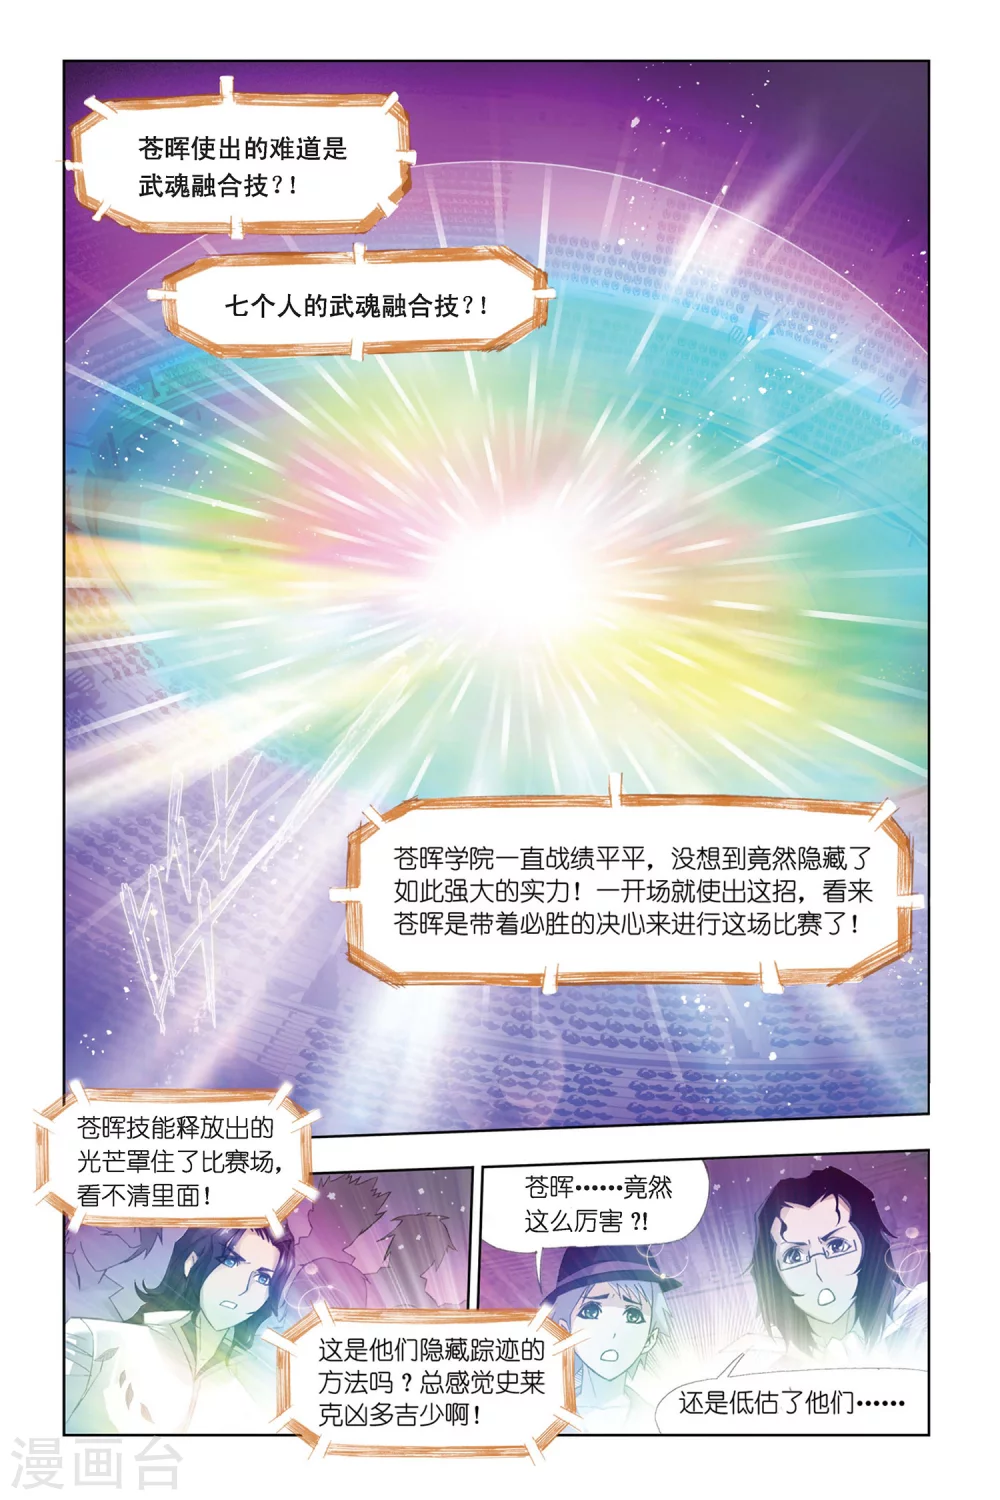 苍晖使出的难道是
武魂融合技?!
七个人的武魂融合技?!
苍晖学院一直战绩平平，没想到竟然隐藏了
如此强大的实力！一开场就使出这招，看来
苍晖是带着必胜的决心来进行这场比赛了！
苍晖技能释放出的
光芒罩住了比赛场，
看不清里面！
苍晖……竟然
这么厉害?!
这是他们隐藏踪迹的
方法吗？总感觉史莱
克凶多吉少啊！
还是低估了他们……
漫画台